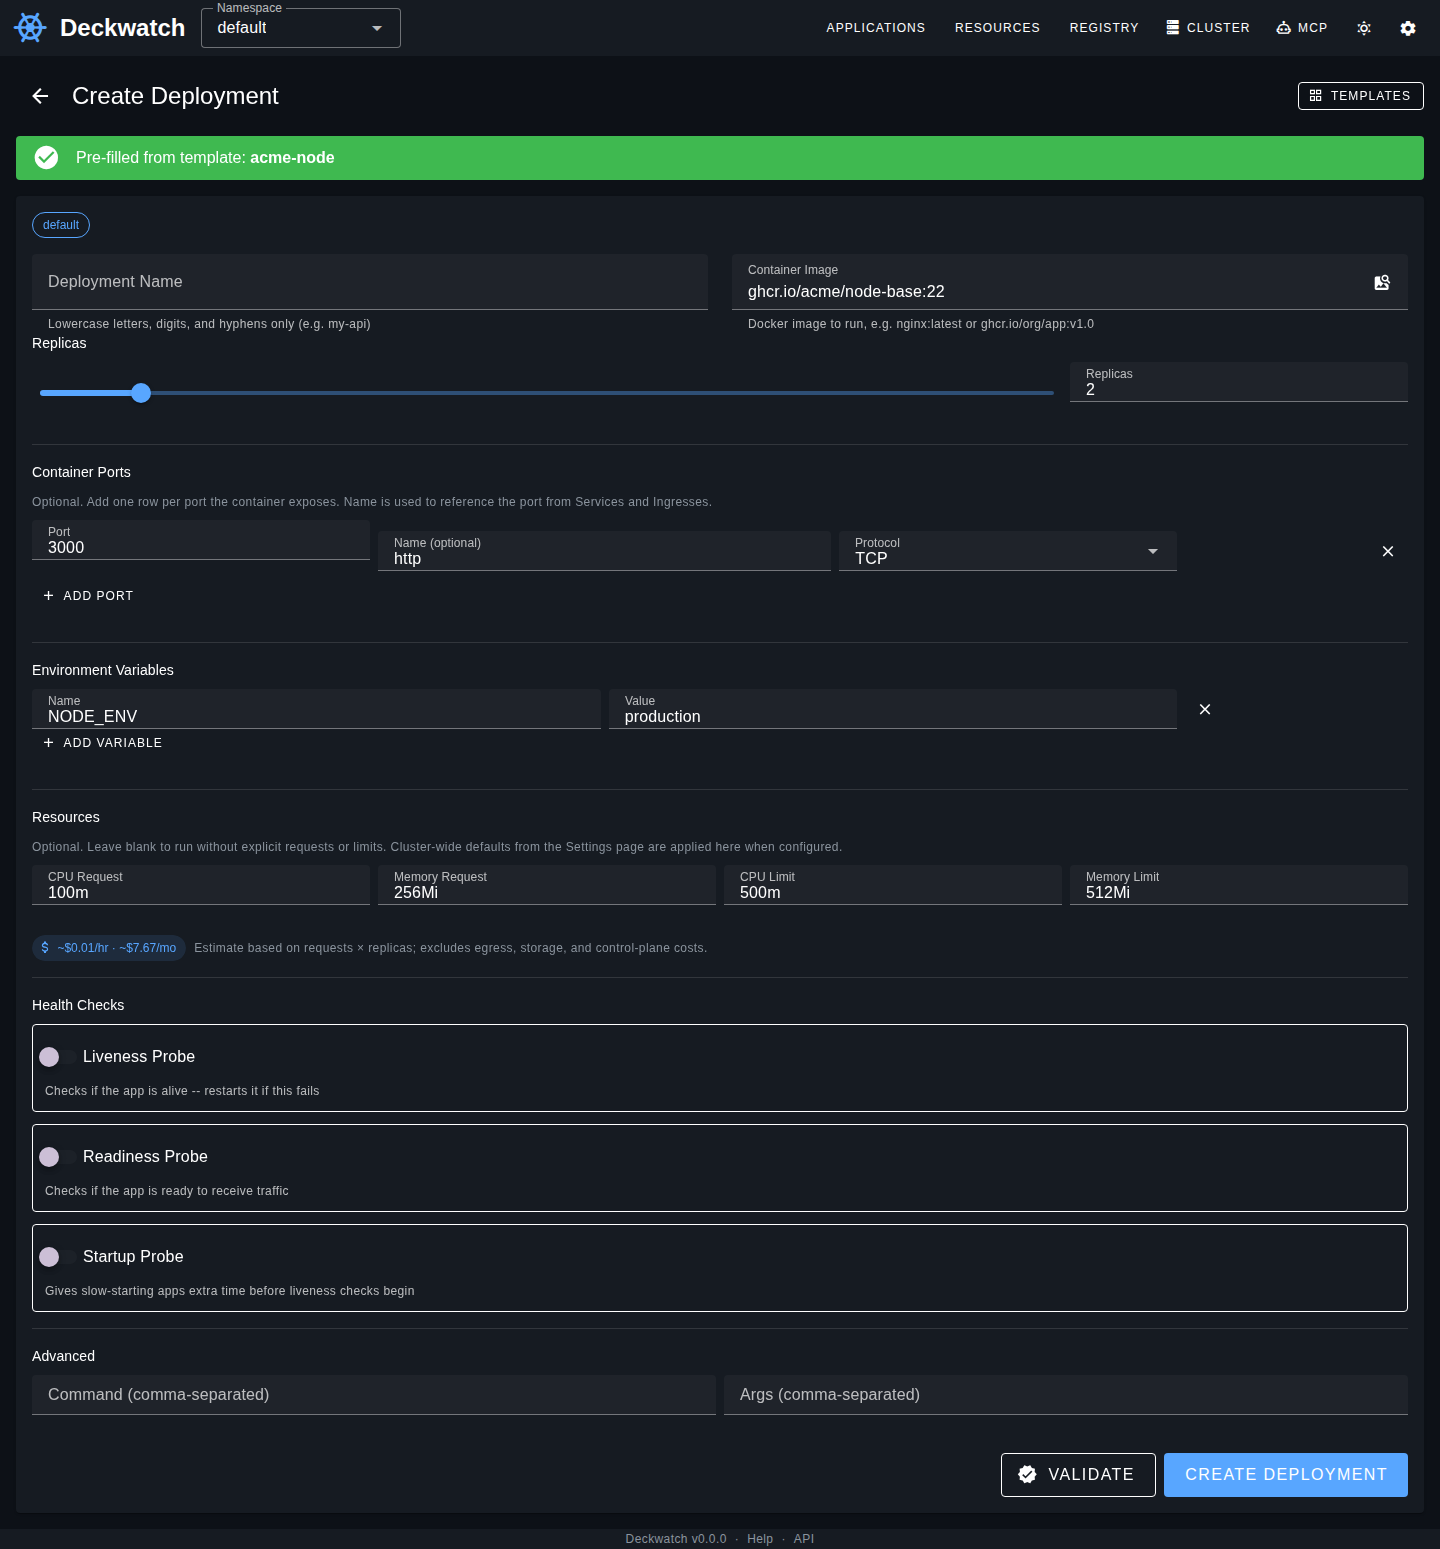 Deckwatch
Namespace
default
APPLICATIONS
RESOURCES
REGISTRY
CLUSTER
MCP
Create Deployment
TEMPLATES
Pre-filled from template: acme-node
default
Deployment Name
Lowercase letters, digits, and hyphens only (e.g. my-api)
Container Image
ghcr.io/acme/node-base:22
Docker image to run, e.g. nginx:latest or ghcr.io/org/app:v1.0
Replicas
Replicas
2
Container Ports
Optional. Add one row per port the container exposes. Name is used to reference the port from Services and Ingresses.
Port
3000
Name (optional)
http
Protocol
TCP
ADD PORT
Environment Variables
Name
NODE_ENV
Value
production
ADD VARIABLE
Resources
Optional. Leave blank to run without explicit requests or limits. Cluster-wide defaults from the Settings page are applied here when configured.
CPU Request
100m
Memory Request
256Mi
CPU Limit
500m
Memory Limit
512Mi
~$0.01/hr · ~$7.67/mo
Estimate based on requests × replicas; excludes egress, storage, and control-plane costs.
Health Checks
Liveness Probe
Checks if the app is alive -- restarts it if this fails
Readiness Probe
Checks if the app is ready to receive traffic
Startup Probe
Gives slow-starting apps extra time before liveness checks begin
Advanced
Command (comma-separated)
Args (comma-separated)
VALIDATE
CREATE DEPLOYMENT
Deckwatch v0.0.0 · Help · API